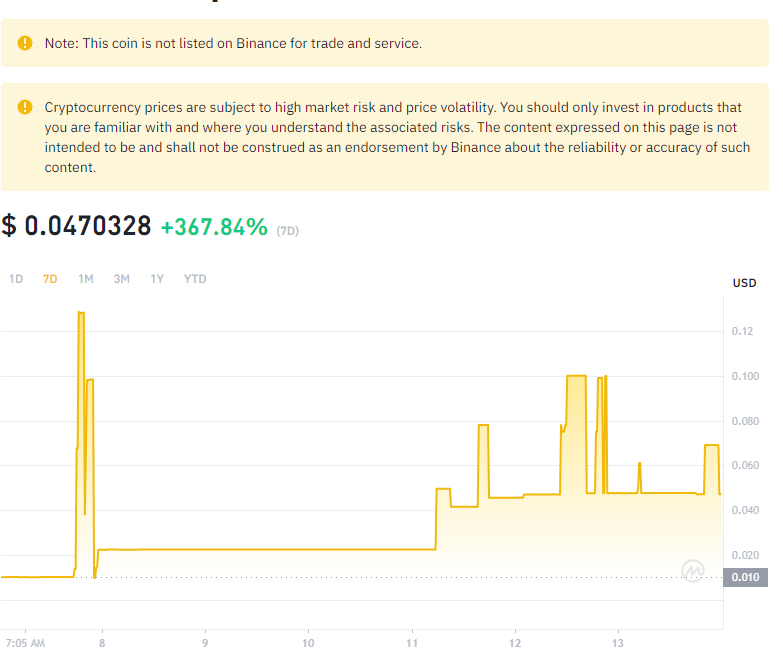 Note: This coin is not listed on Binance for trade and service.
Cryptocurrency prices are subject to high market risk and price volatility. You should only invest in products that
you are familiar with and where you understand the associated risks. The content expressed on this page is not
intended to be and shall not be construed as an endorsement by Binance about the reliability or accuracy of such
content.
$ 0.0470328 +367.84% (7D)
1D 7D 1M 3M 1Y YTD
USD
0.12
0.100
0.080
0.060
0.040
0.020
0.010
7:05 AM 8 9 10 11 12 13